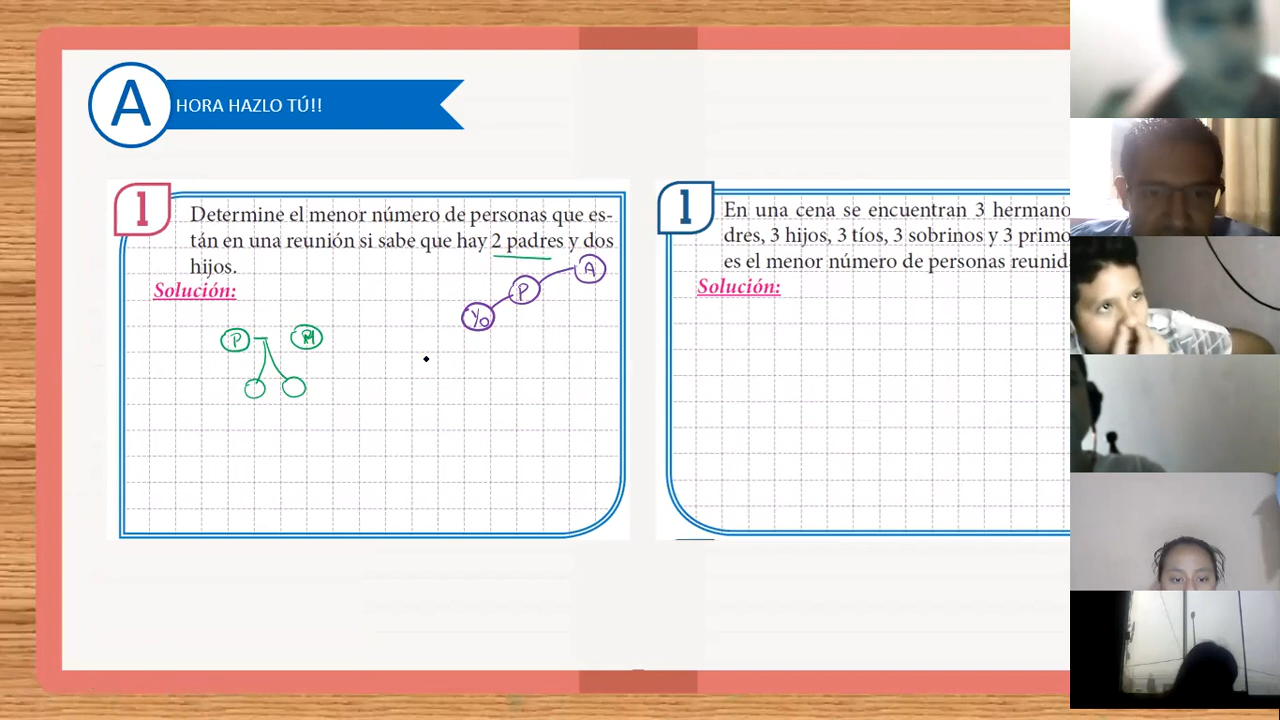 A
HORA HAZLO TÚ!!
1
Determine el menor número de personas que es-
tán en una reunión si sabe que hay 2 padres y dos
hijos.
Solución:
P
M
Yo
P
A
1
En una cena se encuentran 3 hermano
dres, 3 hijos, 3 tíos, 3 sobrinos y 3 primo
es el menor número de personas reunid
Solución: